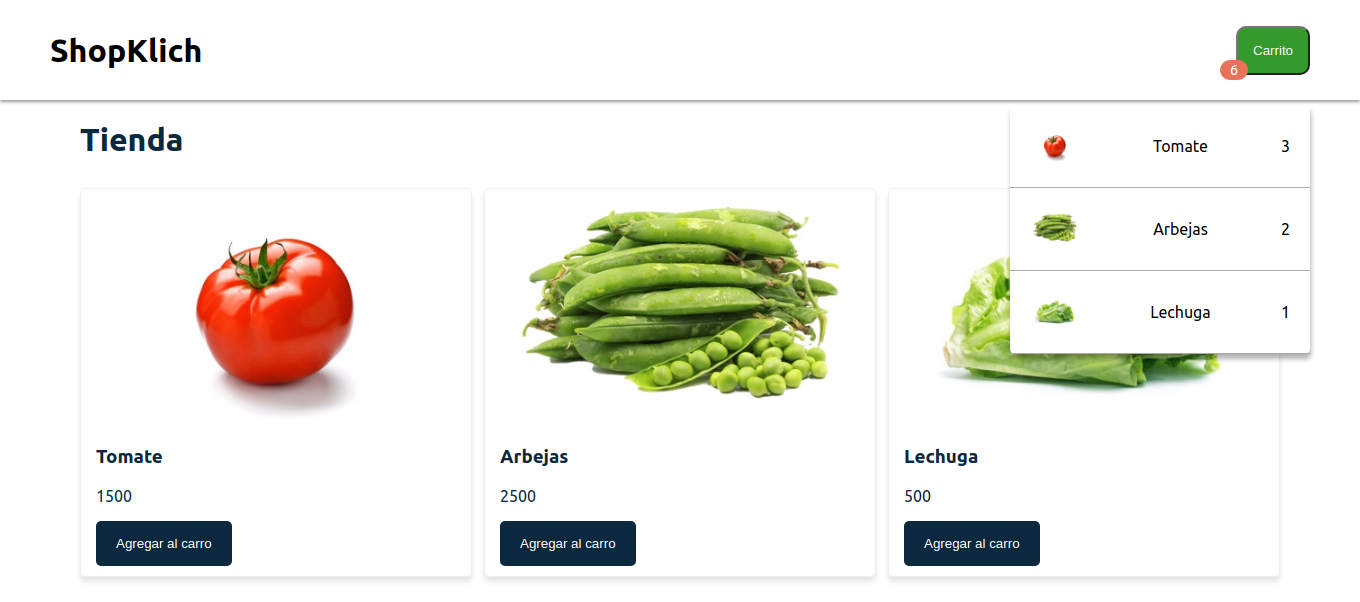 ShopKlich
Carrito
6
Tienda
Tomate 3
Arbejas 2
Lechuga 1
Tomate
1500
Agregar al carro
Arbejas
2500
Agregar al carro
Lechuga
500
Agregar al carro